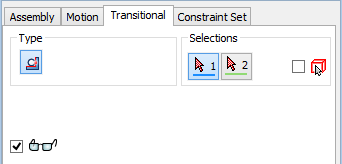 Assembly Motion Transitional Constraint Set
Type Selections
1 2